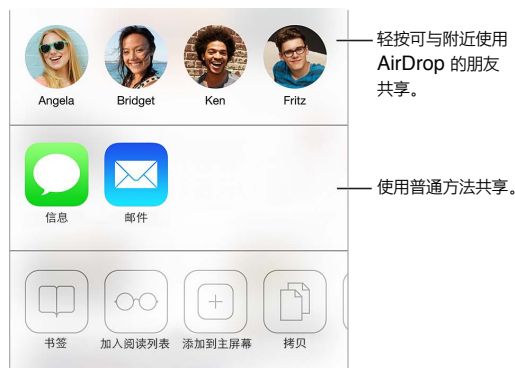 Angela
Bridget
Ken
Fritz
轻按可与附近使用
AirDrop 的朋友
共享。
信息
邮件
使用普通方法共享。
书签
加入阅读列表
添加到主屏幕
拷贝